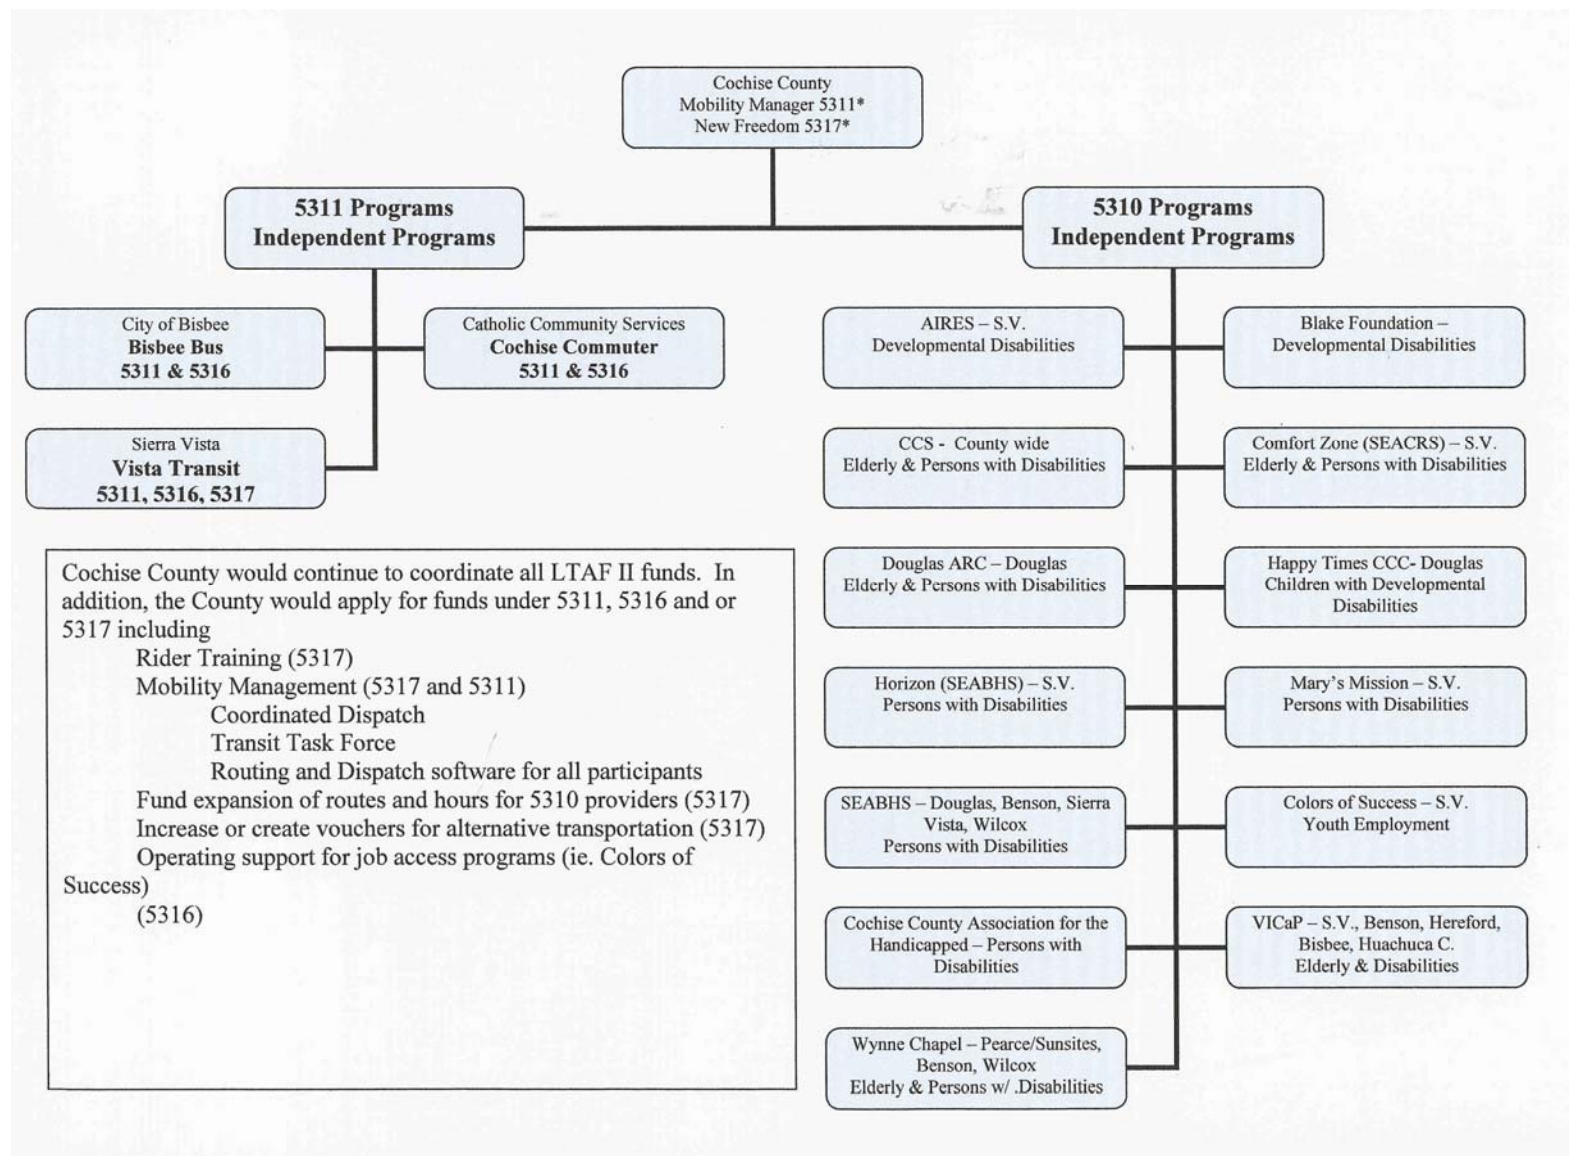 Cochise County
Mobility Manager 5311*
New Freedom 5317*
5311 Programs
Independent Programs
5310 Programs
Independent Programs
City of Bisbee
Bisbee Bus
5311 & 5316
Catholic Community Services
Cochise Commuter
5311 & 5316
Sierra Vista
Vista Transit
5311, 5316, 5317
Cochise County would continue to coordinate all LTAF II funds. In
addition, the County would apply for funds under 5311, 5316 and or
5317 including
Rider Training (5317)
Mobility Management (5317 and 5311)
Coordinated Dispatch
Transit Task Force
Routing and Dispatch software for all participants
Fund expansion of routes and hours for 5310 providers (5317)
Increase or create vouchers for alternative transportation (5317)
Operating support for job access programs (ie. Colors of
Success)
(5316)
AIRES – S.V.
Developmental Disabilities
Blake Foundation –
Developmental Disabilities
CCS - County wide
Elderly & Persons with Disabilities
Comfort Zone (SEACRS) – S.V.
Elderly & Persons with Disabilities
Douglas ARC – Douglas
Elderly & Persons with Disabilities
Happy Times CCC- Douglas
Children with Developmental
Disabilities
Horizon (SEABHS) – S.V.
Persons with Disabilities
Mary's Mission – S.V.
Persons with Disabilities
SEABHS – Douglas, Benson, Sierra
Vista, Wilcox
Persons with Disabilities
Colors of Success – S.V.
Youth Employment
Cochise County Association for the
Handicapped – Persons with
Disabilities
VICaP – S.V., Benson, Hereford,
Bisbee, Huachuca C.
Elderly & Disabilities
Wynne Chapel – Pearce/Sunsites,
Benson, Wilcox
Elderly & Persons w/ .Disabilities